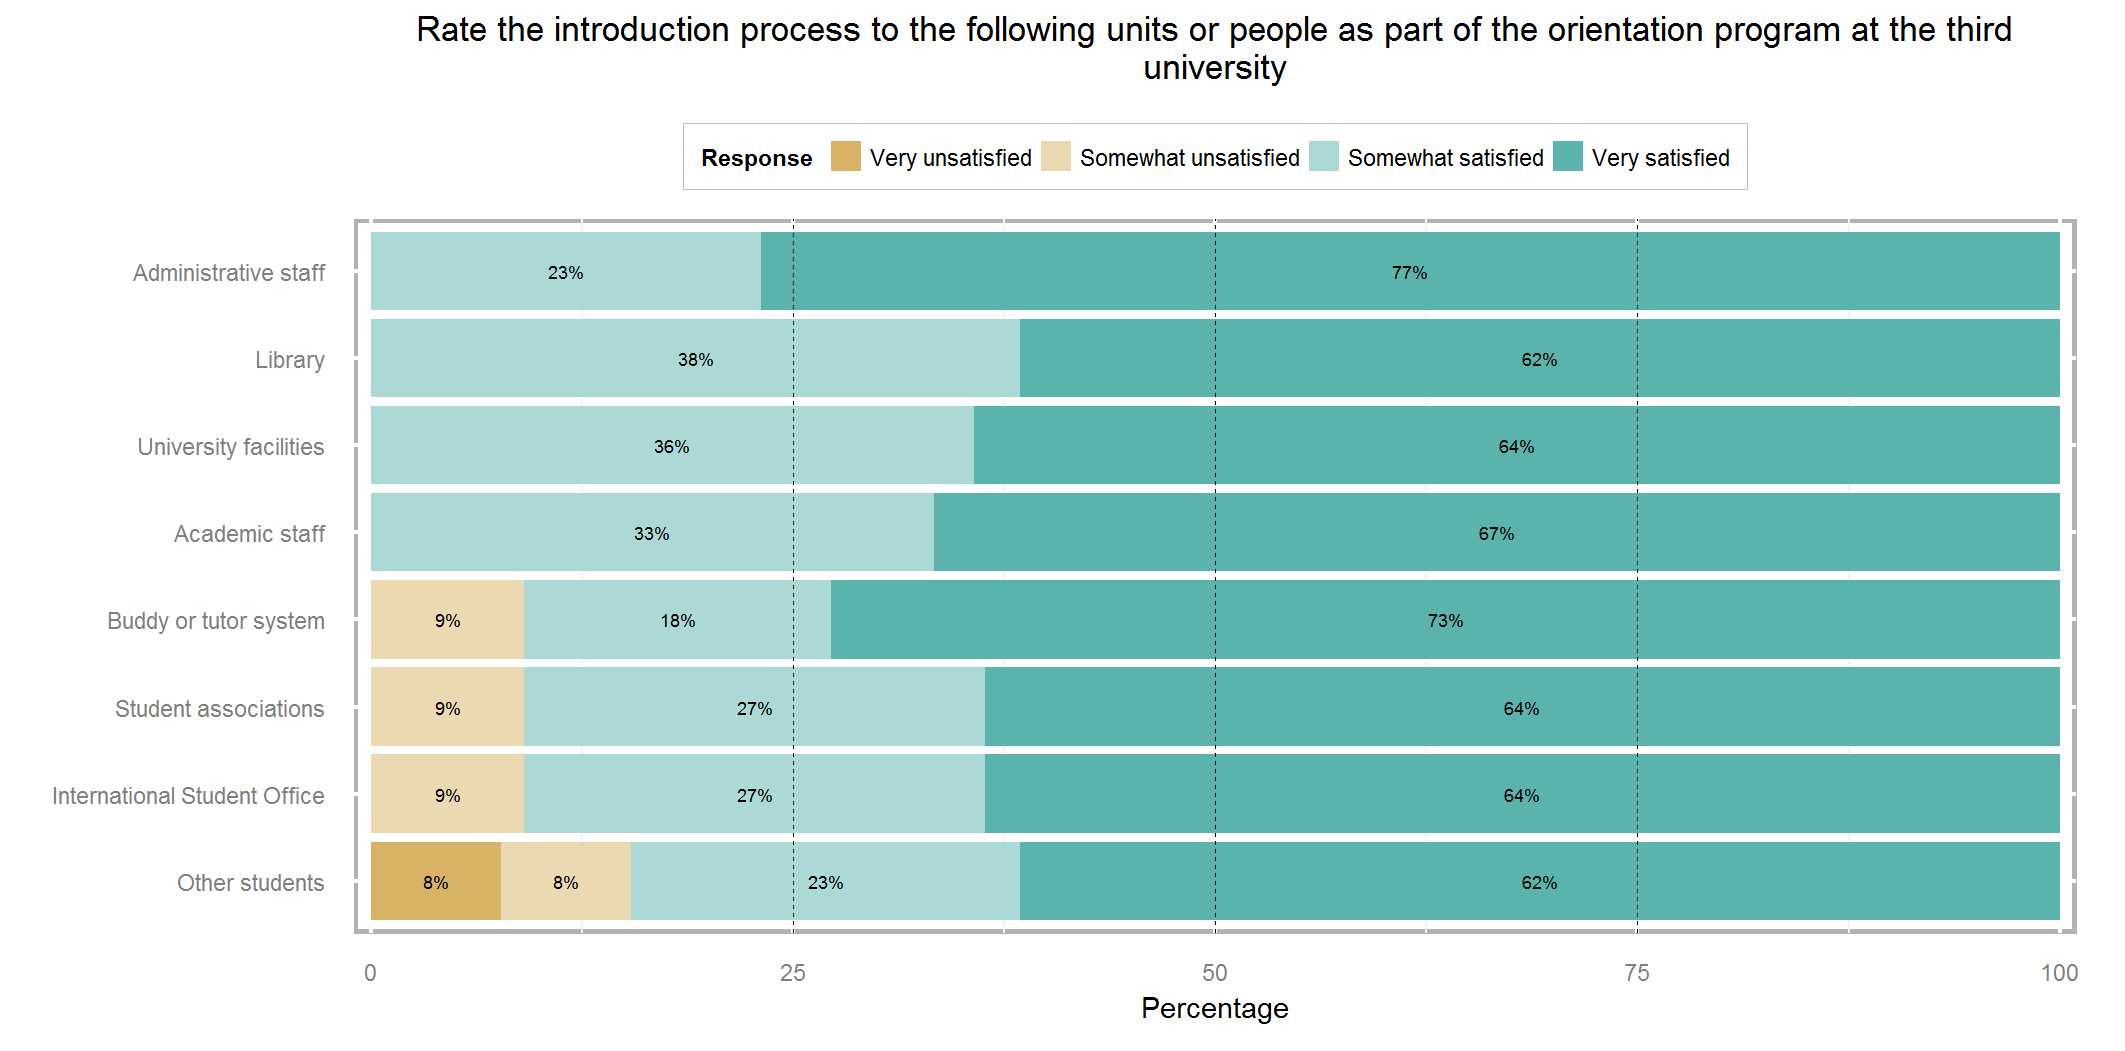 Rate the introduction process to the following units or people as part of the orientation program at the third
university
Response Very unsatisfied Somewhat unsatisfied Somewhat satisfied Very satisfied
Administrative staff 23% 77%
Library 38% 62%
University facilities 36% 64%
Academic staff 33% 67%
Buddy or tutor system 9% 18% 73%
Student associations 9% 27% 64%
International Student Office 9% 27% 64%
Other students 8% 8% 23% 62%
0 25 50 75 100
Percentage